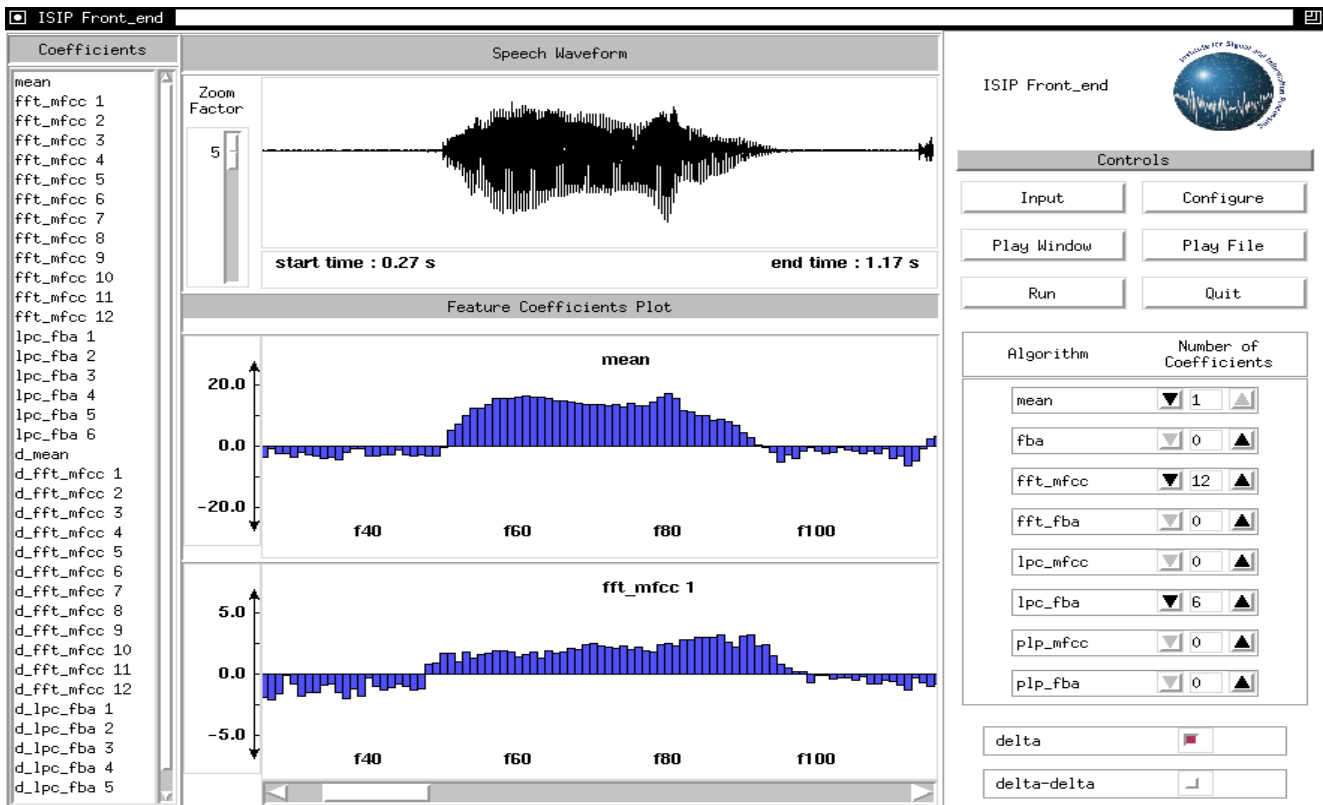 ISIP Front_end
Coefficients
mean
fft_mfcc 1
fft_mfcc 2
fft_mfcc 3
fft_mfcc 4
fft_mfcc 5
fft_mfcc 6
fft_mfcc 7
fft_mfcc 8
fft_mfcc 9
fft_mfcc 10
fft_mfcc 11
fft_mfcc 12
lpc_fba 1
lpc_fba 2
lpc_fba 3
lpc_fba 4
lpc_fba 5
lpc_fba 6
d_mean
d_fft_mfcc 1
d_fft_mfcc 2
d_fft_mfcc 3
d_fft_mfcc 4
d_fft_mfcc 5
d_fft_mfcc 6
d_fft_mfcc 7
d_fft_mfcc 8
d_fft_mfcc 9
d_fft_mfcc 10
d_fft_mfcc 11
d_fft_mfcc 12
d_lpc_fba 1
d_lpc_fba 2
d_lpc_fba 3
d_lpc_fba 4
d_lpc_fba 5
Speech Waveform
Zoom
Factor
5
start time : 0.27 s
end time : 1.17 s
Feature Coefficients Plot
mean
20.0
0.0
-20.0
f40 f60 f80 f100
fft_mfcc 1
5.0
0.0
-5.0
f40 f60 f80 f100
ISIP Front_end
Institute for Signal and Information Processing
Controls
Input
Configure
Play Window
Play File
Run
Quit
Algorithm
Number of
Coefficients
mean 1
fba 0
fft_mfcc 12
fft_fba 0
lpc_mfcc 0
lpc_fba 6
plp_mfcc 0
plp_fba 0
delta
delta-delta